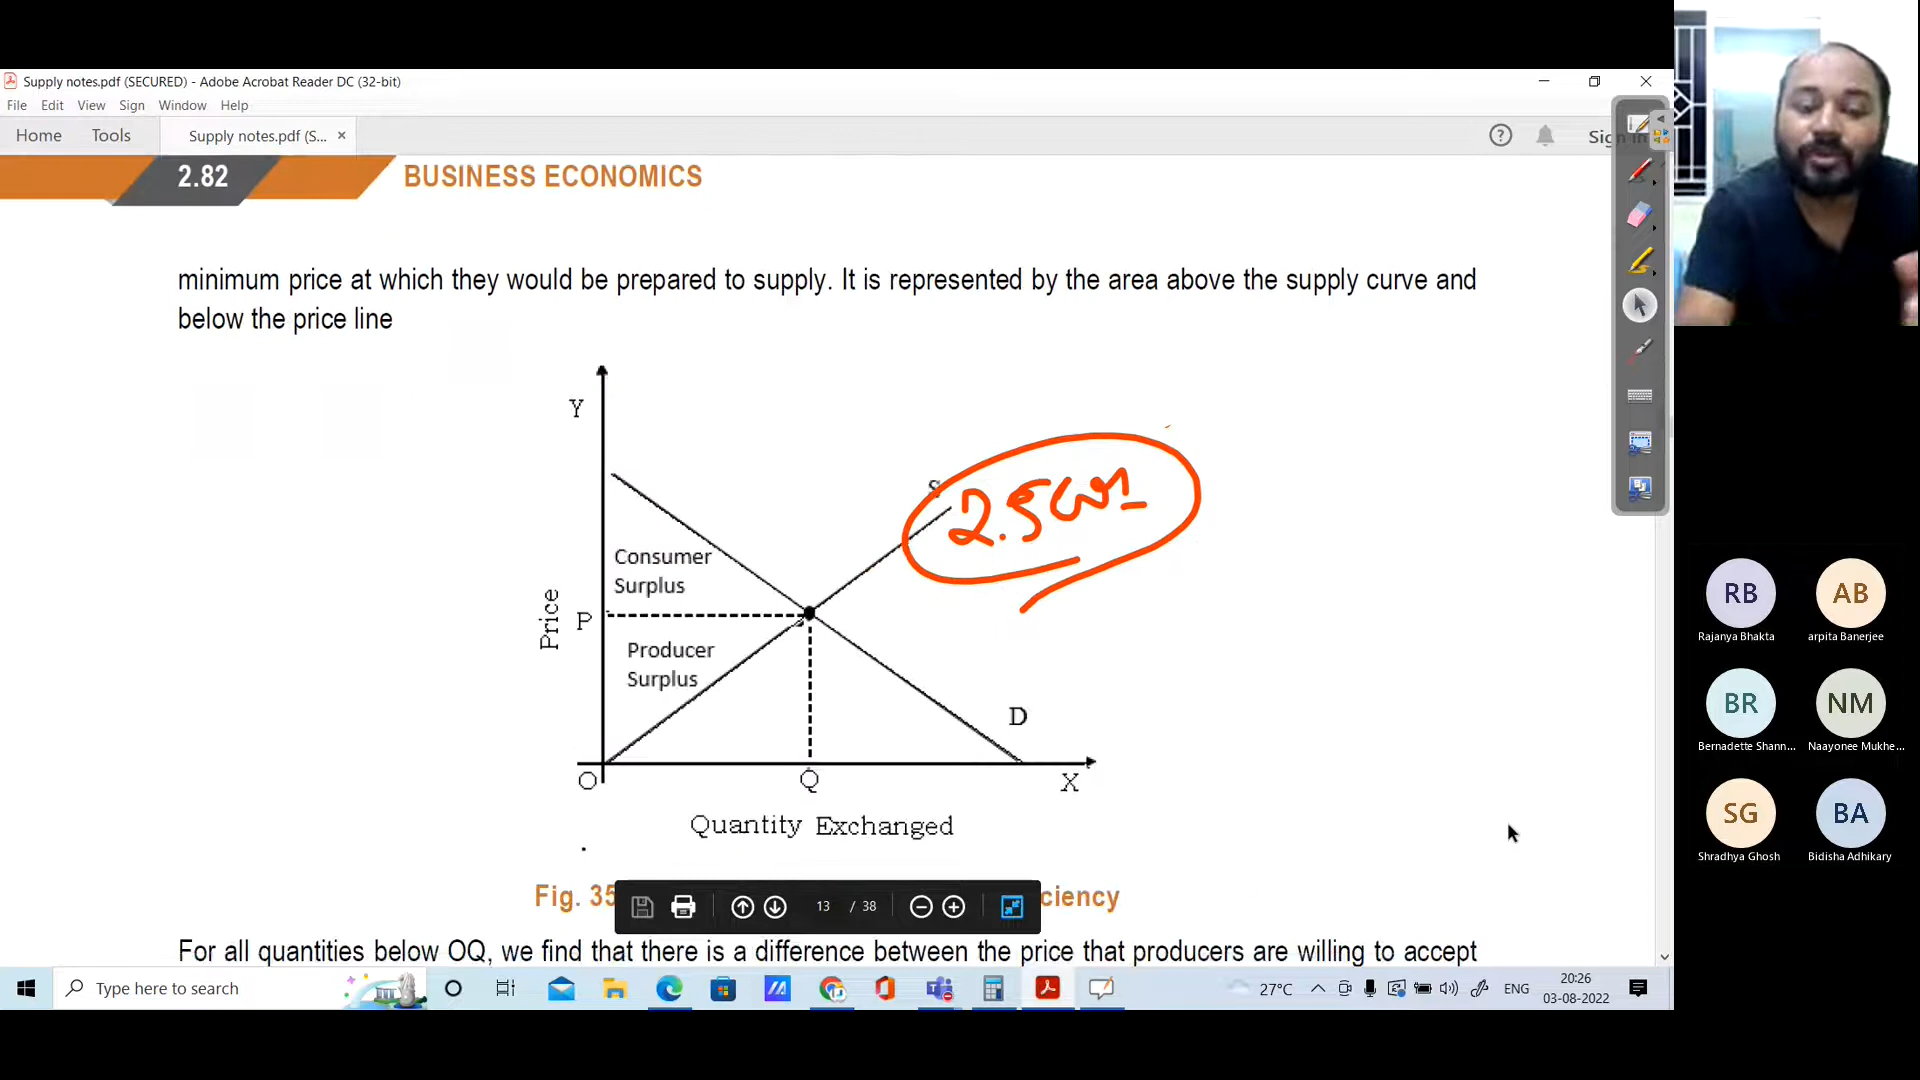 Supply notes.pdf (SECURED) - Adobe Acrobat Reader DC (32-bit)
File Edit View Sign Window Help
Home Tools Supply notes.pdf (S... ×
Sign In
2.82 BUSINESS ECONOMICS
minimum price at which they would be prepared to supply. It is represented by the area above the supply curve and
below the price line
Y
S
2.5
Consumer
Surplus
Price
P
Producer
Surplus
D
O Q X
Quantity Exchanged
Fig. 35 ciency
13 / 38
For all quantities below OQ, we find that there is a difference between the price that producers are willing to accept
RB
Rajanya Bhakta
AB
arpita Banerjee
BR
Bernadette Shann...
NM
Naayonee Mukhe...
SG
Shradhya Ghosh
BA
Bidisha Adhikary
Type here to search
27°C
ENG
20:26
03-08-2022